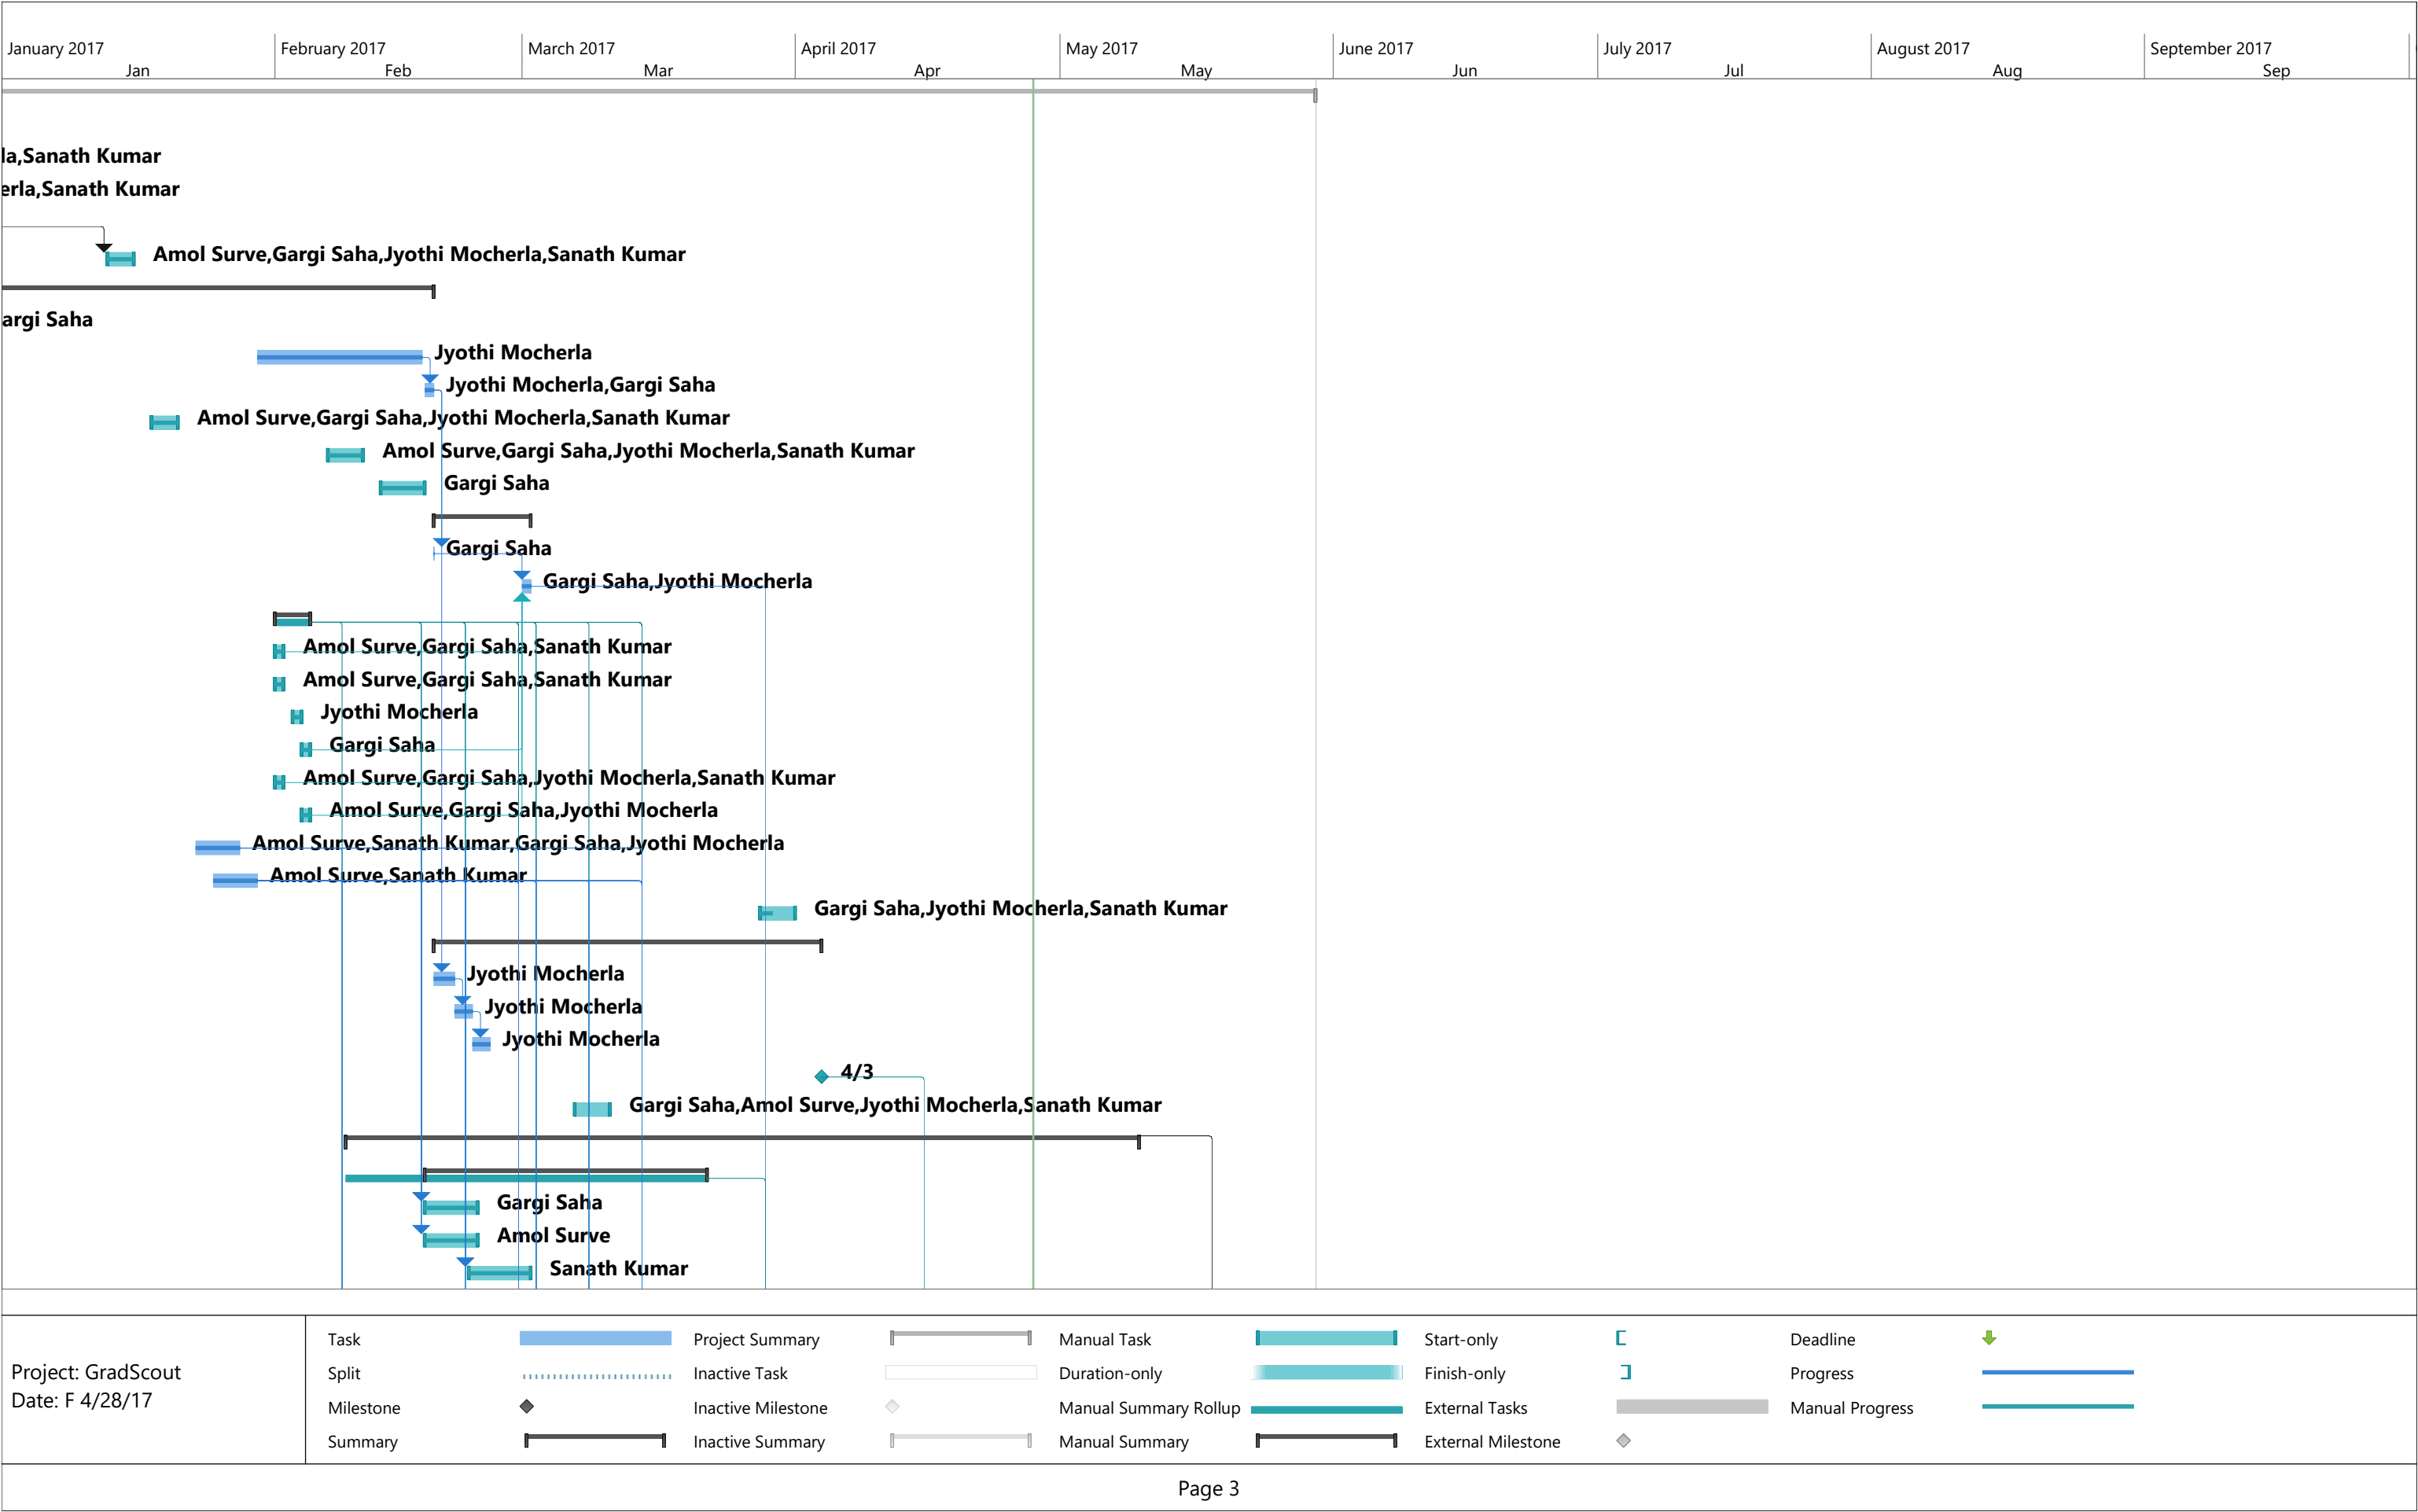 January 2017 February 2017 March 2017 April 2017 May 2017 June 2017 July 2017 August 2017 September 2017
Jan Feb Mar Apr May Jun Jul Aug Sep
la,Sanath Kumar
erla,Sanath Kumar
Amol Surve,Gargi Saha,Jyothi Mocherla,Sanath Kumar
argi Saha
Jyothi Mocherla
Jyothi Mocherla,Gargi Saha
Amol Surve,Gargi Saha,Jyothi Mocherla,Sanath Kumar
Amol Surve,Gargi Saha,Jyothi Mocherla,Sanath Kumar
Gargi Saha
Gargi Saha
Gargi Saha,Jyothi Mocherla
Amol Surve,Gargi Saha,Sanath Kumar
Amol Surve,Gargi Saha,Sanath Kumar
Jyothi Mocherla
Gargi Saha
Amol Surve,Gargi Saha,Jyothi Mocherla,Sanath Kumar
Amol Surve,Gargi Saha,Jyothi Mocherla
Amol Surve,Sanath Kumar,Gargi Saha,Jyothi Mocherla
Amol Surve,Sanath Kumar
Gargi Saha,Jyothi Mocherla,Sanath Kumar
Jyothi Mocherla
Jyothi Mocherla
Jyothi Mocherla
4/3
Gargi Saha,Amol Surve,Jyothi Mocherla,Sanath Kumar
Gargi Saha
Amol Surve
Sanath Kumar
Project: GradScout
Date: F 4/28/17
Task Project Summary Manual Task Start-only Deadline
Split Inactive Task Duration-only Finish-only Progress
Milestone Inactive Milestone Manual Summary Rollup External Tasks Manual Progress
Summary Inactive Summary Manual Summary External Milestone
Page 3